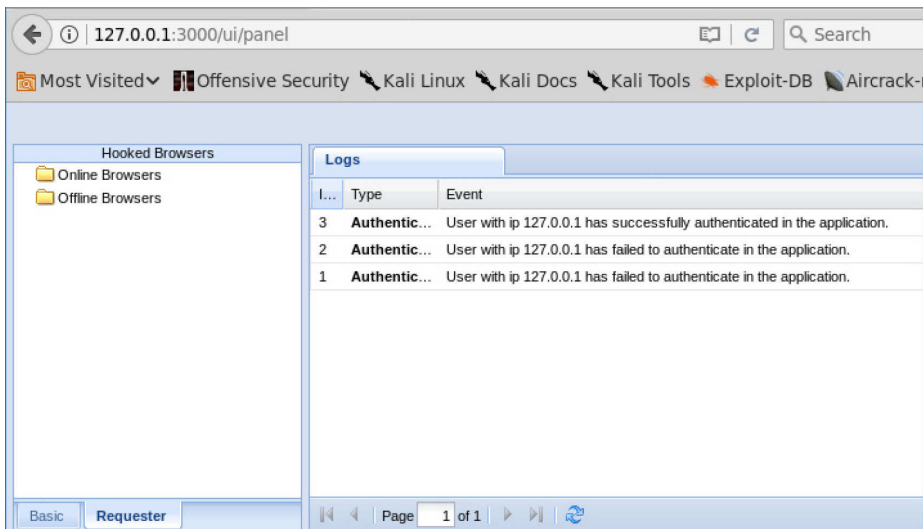 127.0.0.1:3000/ui/panel
Search
Most Visited
Offensive Security
Kali Linux
Kali Docs
Kali Tools
Exploit-DB
Aircrack-
Hooked Browsers
Online Browsers
Offline Browsers
Logs
I... Type Event
3 Authentic... User with ip 127.0.0.1 has successfully authenticated in the application.
2 Authentic... User with ip 127.0.0.1 has failed to authenticate in the application.
1 Authentic... User with ip 127.0.0.1 has failed to authenticate in the application.
Basic
Requester
Page 1 of 1